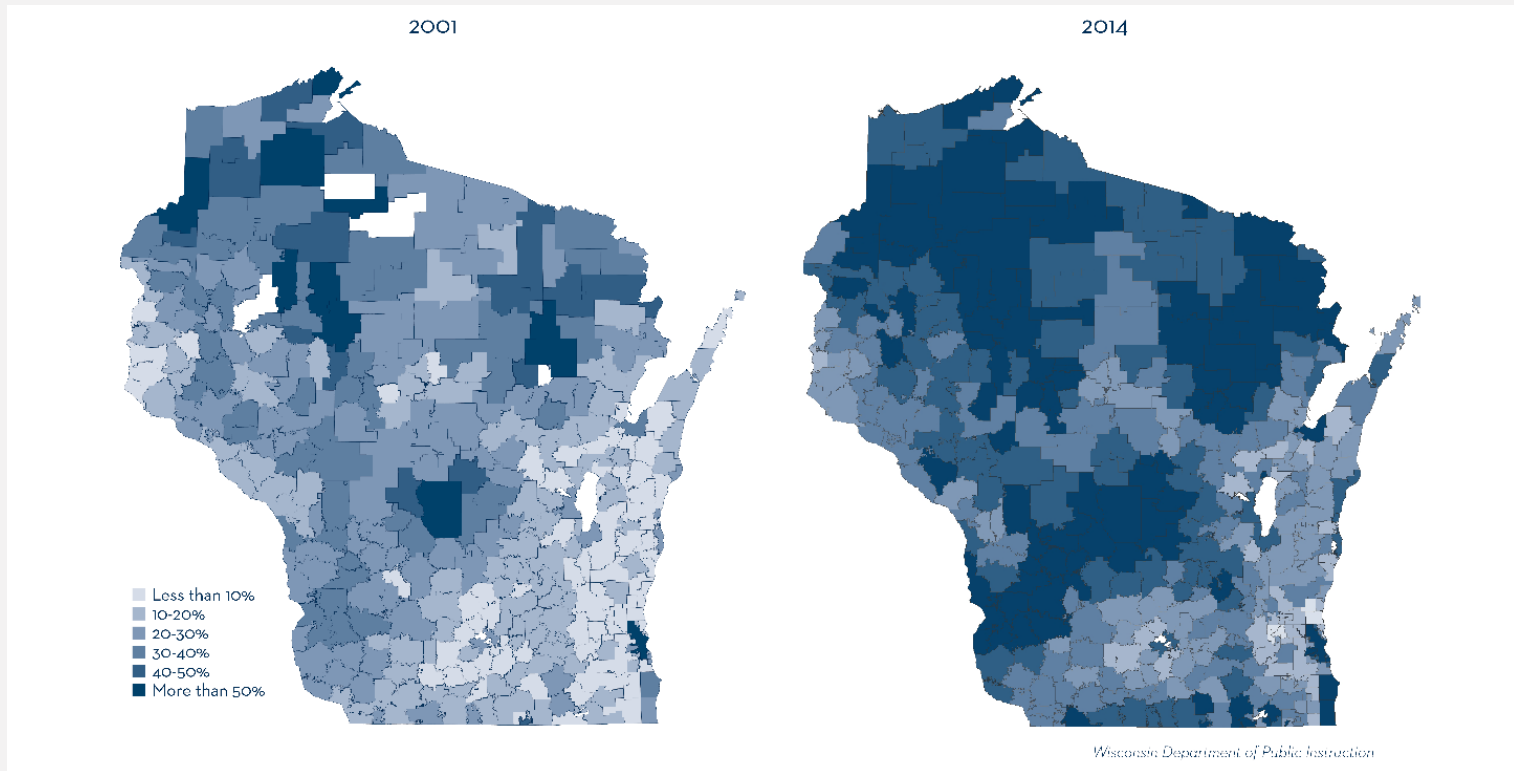 2001
2014
Less than 10%
10-20%
20-30%
30-40%
40-50%
More than 50%
Wisconsin Department of Public Instruction